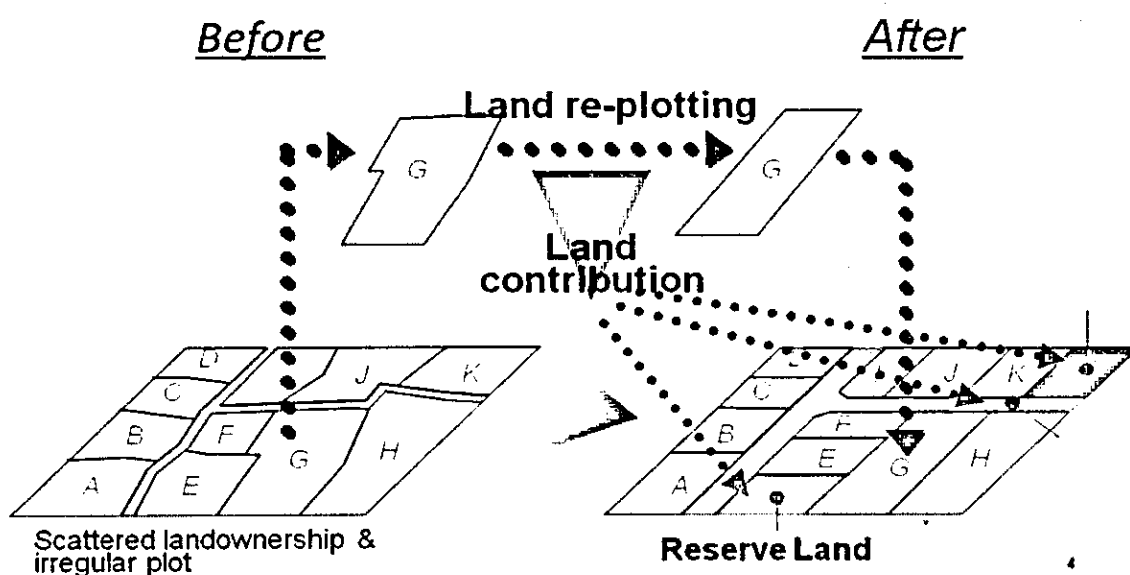 Before
After
Land re-plotting
G
G
Land
contribution
D
C
J
K
B
F
G
H
A
E
J
K
C
B
F
E
G
H
A
Scattered landownership &
irregular plot
Reserve Land
4